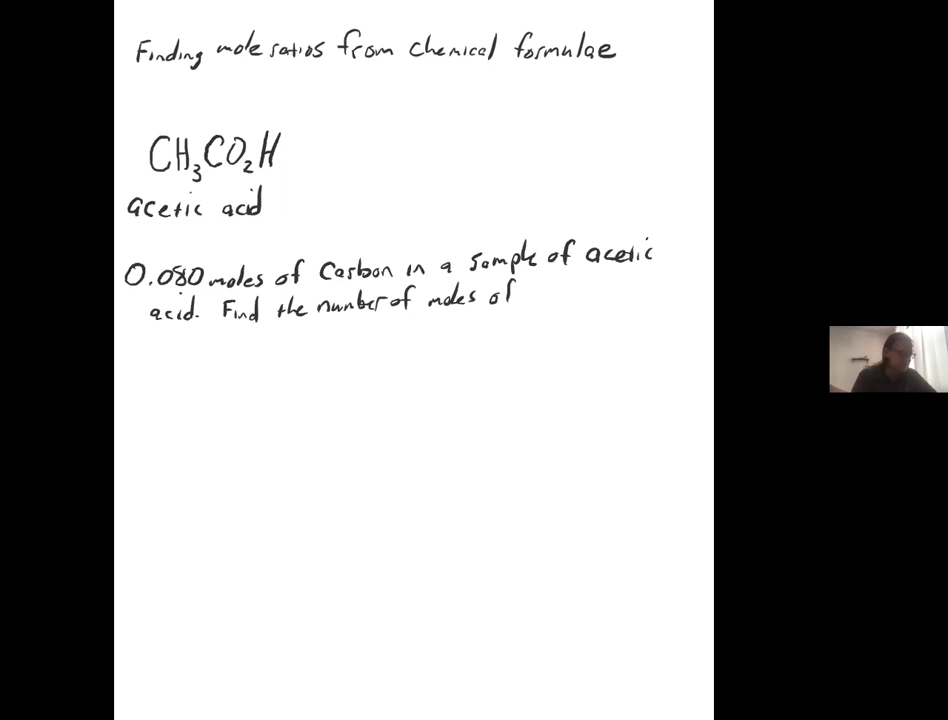 Finding mole ratios from chemical formulae
CH₃CO₂H
acetic acid
0.080 moles of Carbon in a sample of acetic
acid. Find the number of moles of